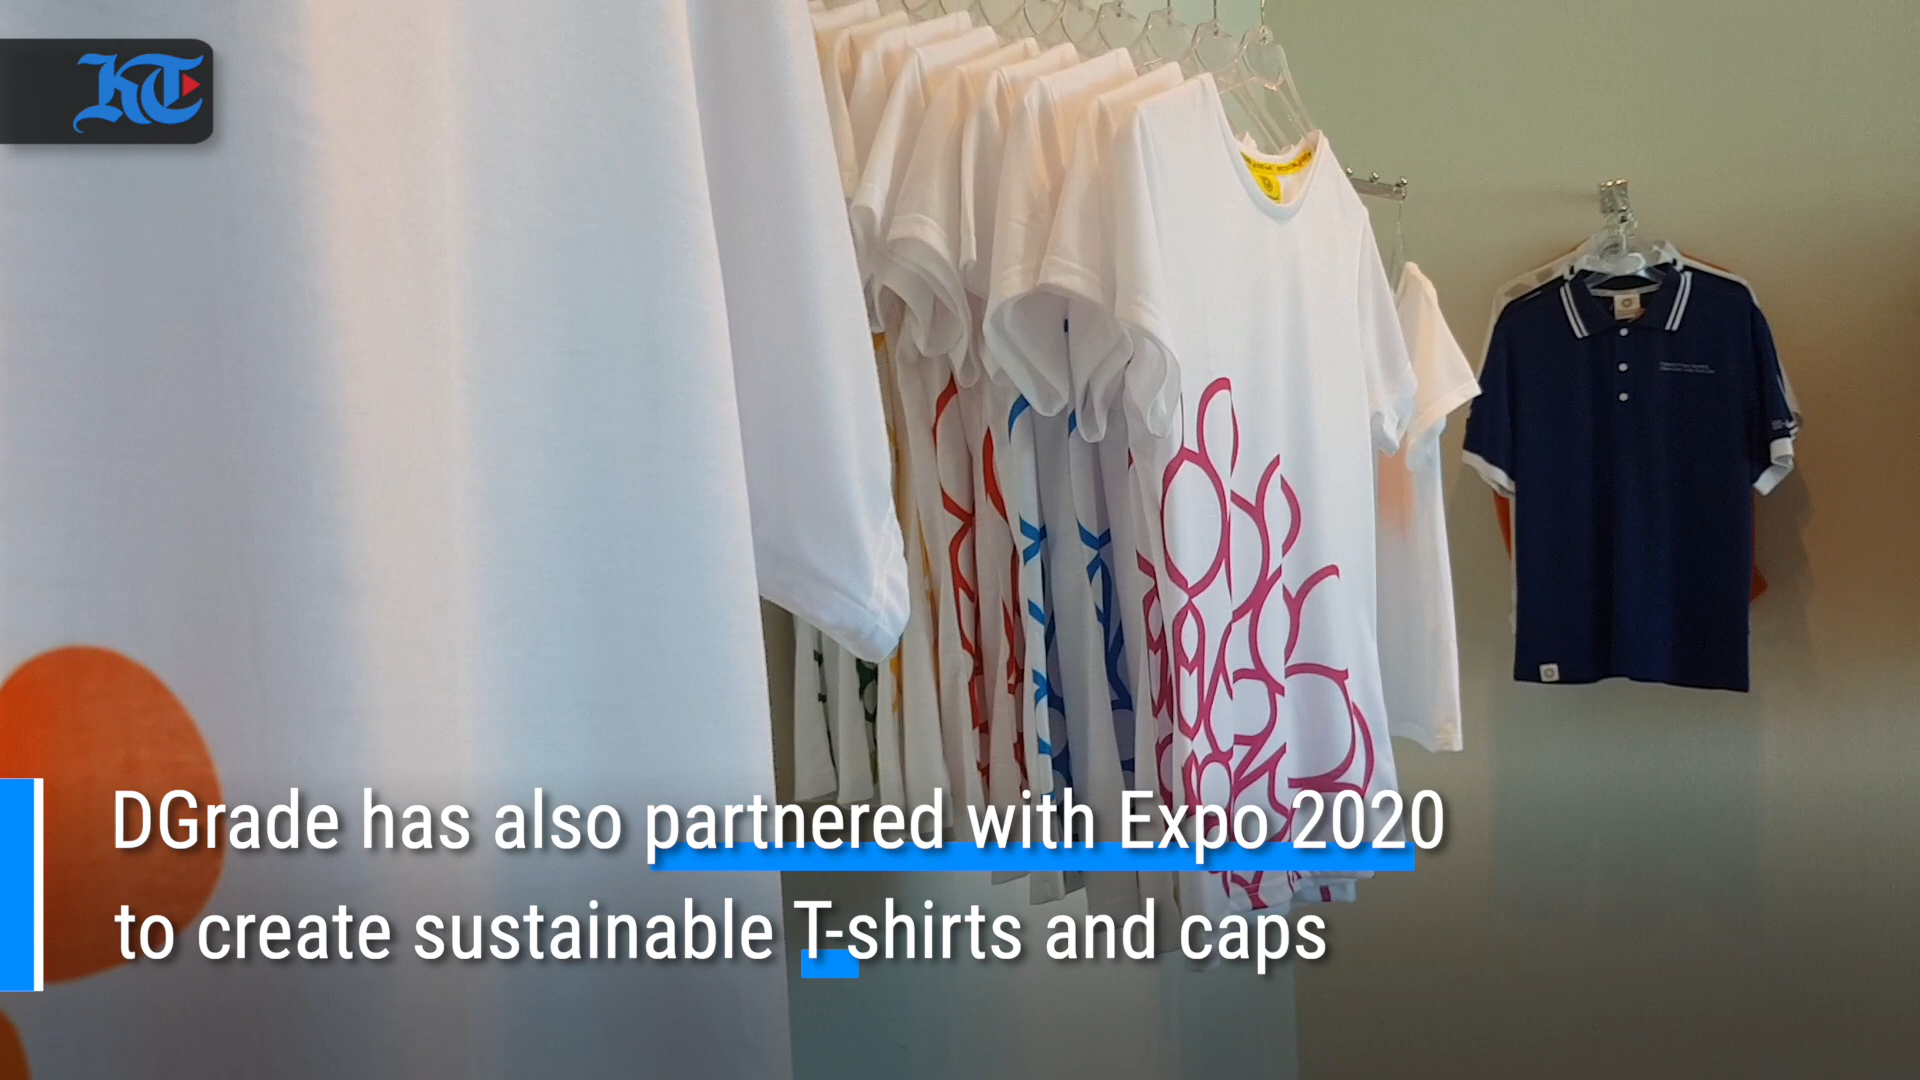 KT
DGrade has also partnered with Expo 2020
to create sustainable T-shirts and caps